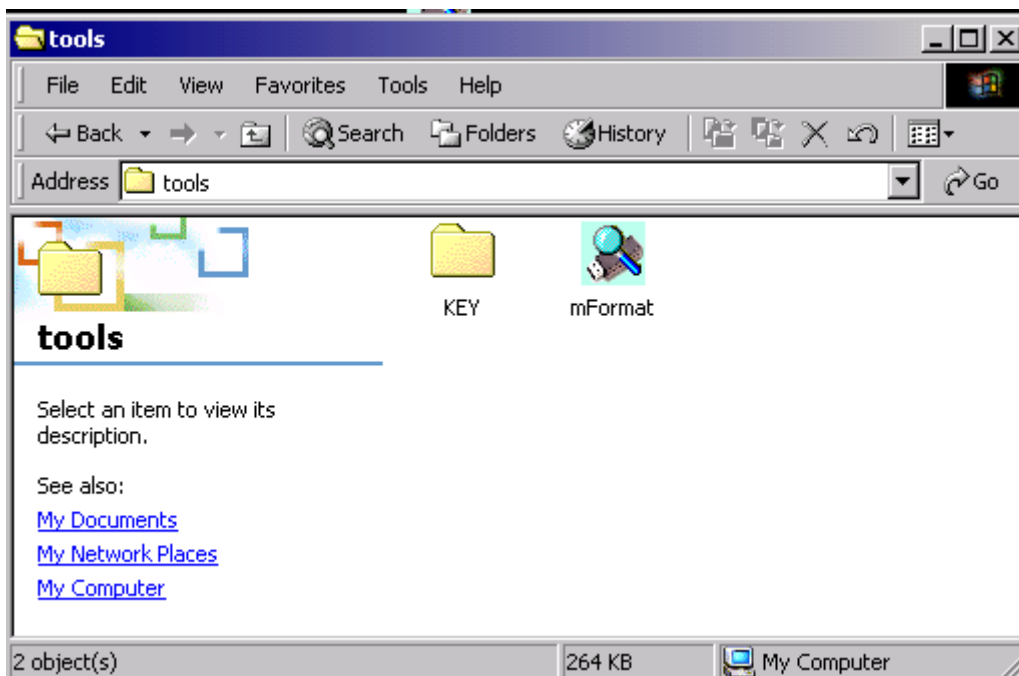 tools
File Edit View Favorites Tools Help
Back Search Folders History
Address tools Go
KEY mFormat
tools
Select an item to view its
description.
See also:
My Documents
My Network Places
My Computer
2 object(s) 264 KB My Computer